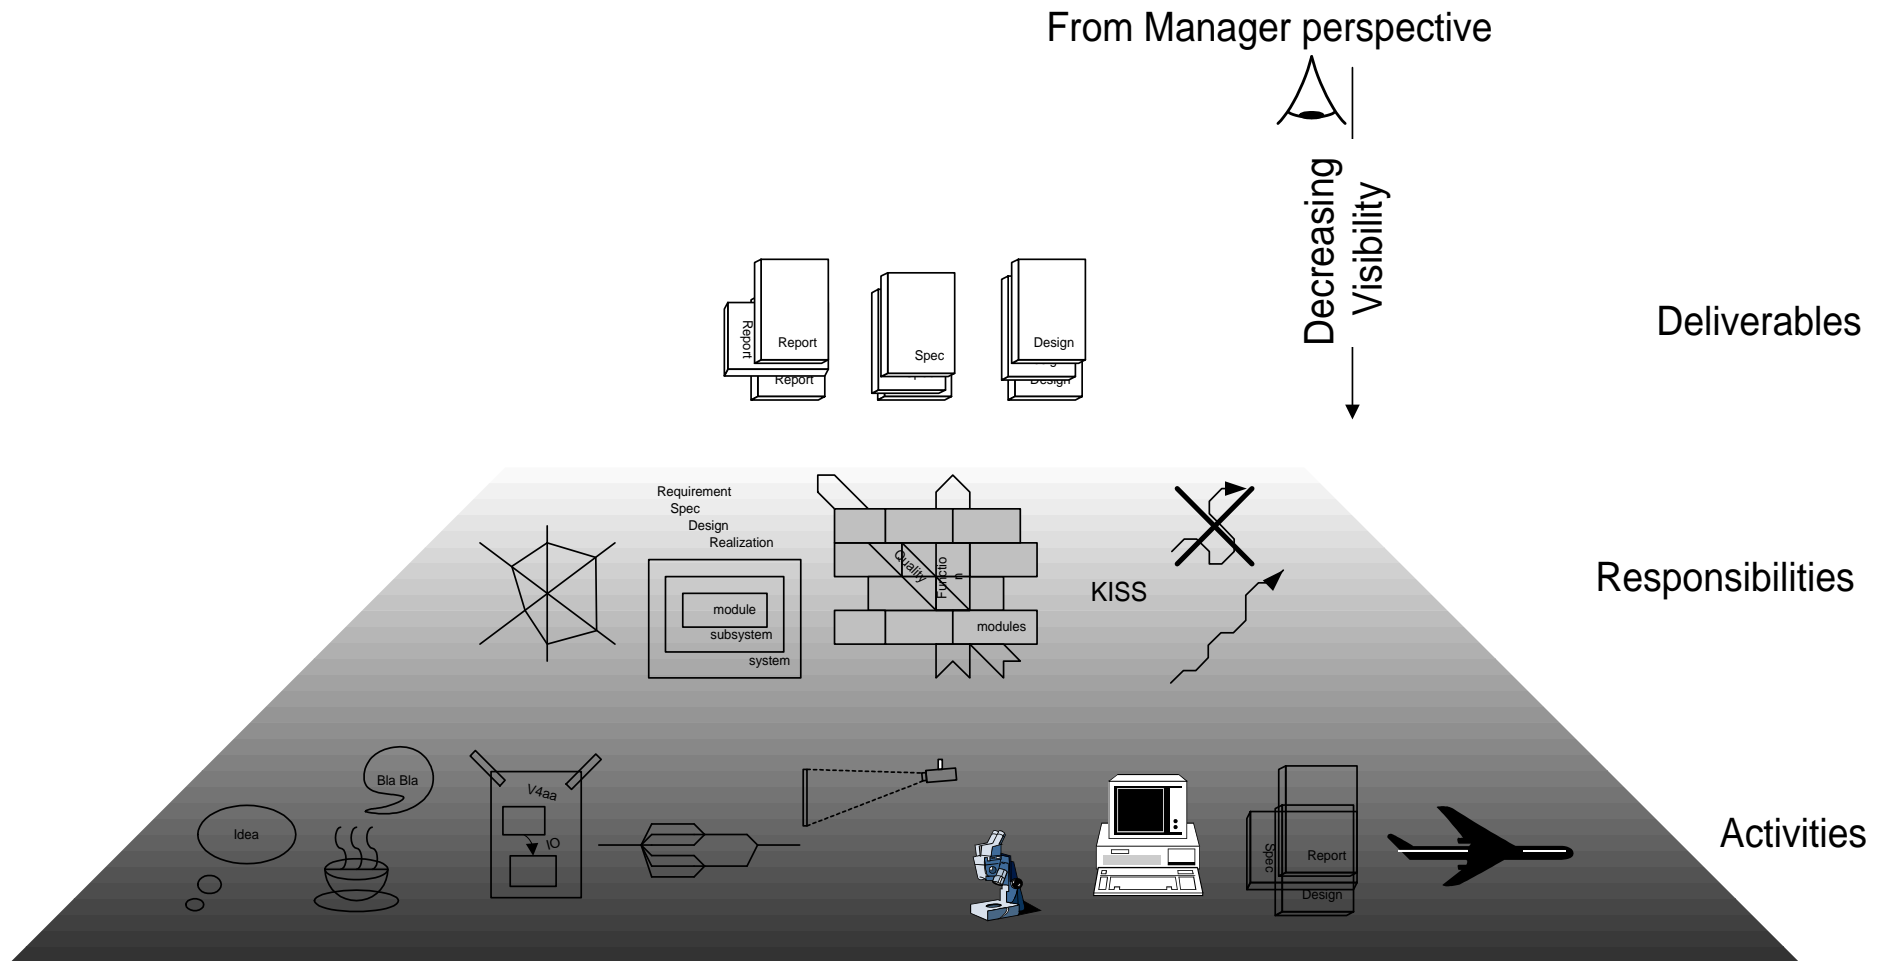 From Manager perspective
Decreasing
Visibility
Deliverables
Report
Report
Report
Spec
Design
Design
Requirement
Spec
Design
Realization
module
subsystem
system
Quality
Functio
n
modules
KISS
Responsibilities
Idea
Bla Bla
V4aa
IO
Spec
Report
Design
Activities